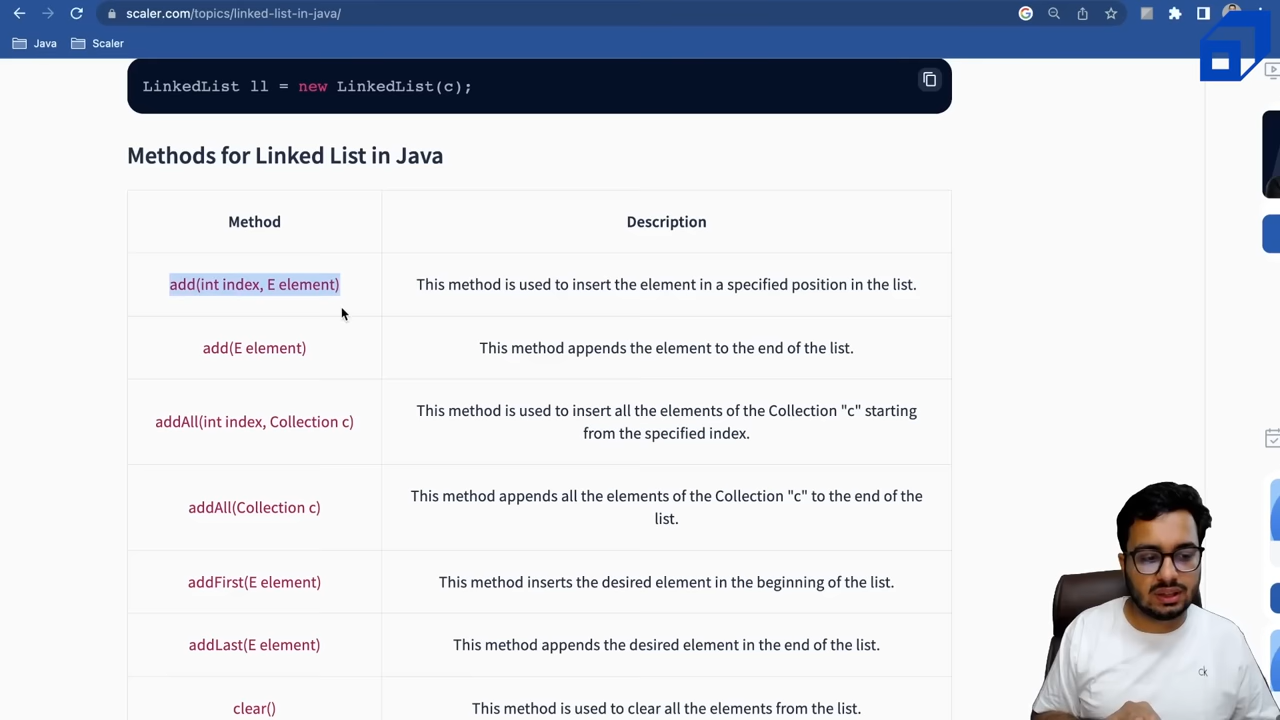 scaler.com/topics/linked-list-in-java/
Java
Scaler
LinkedList ll = new LinkedList(c);
Methods for Linked List in Java
Method
Description
add(int index, E element)
This method is used to insert the element in a specified position in the list.
add(E element)
This method appends the element to the end of the list.
addAll(int index, Collection c)
This method is used to insert all the elements of the Collection "c" starting
from the specified index.
addAll(Collection c)
This method appends all the elements of the Collection "c" to the end of the
list.
addFirst(E element)
This method inserts the desired element in the beginning of the list.
addLast(E element)
This method appends the desired element in the end of the list.
clear()
This method is used to clear all the elements from the list.